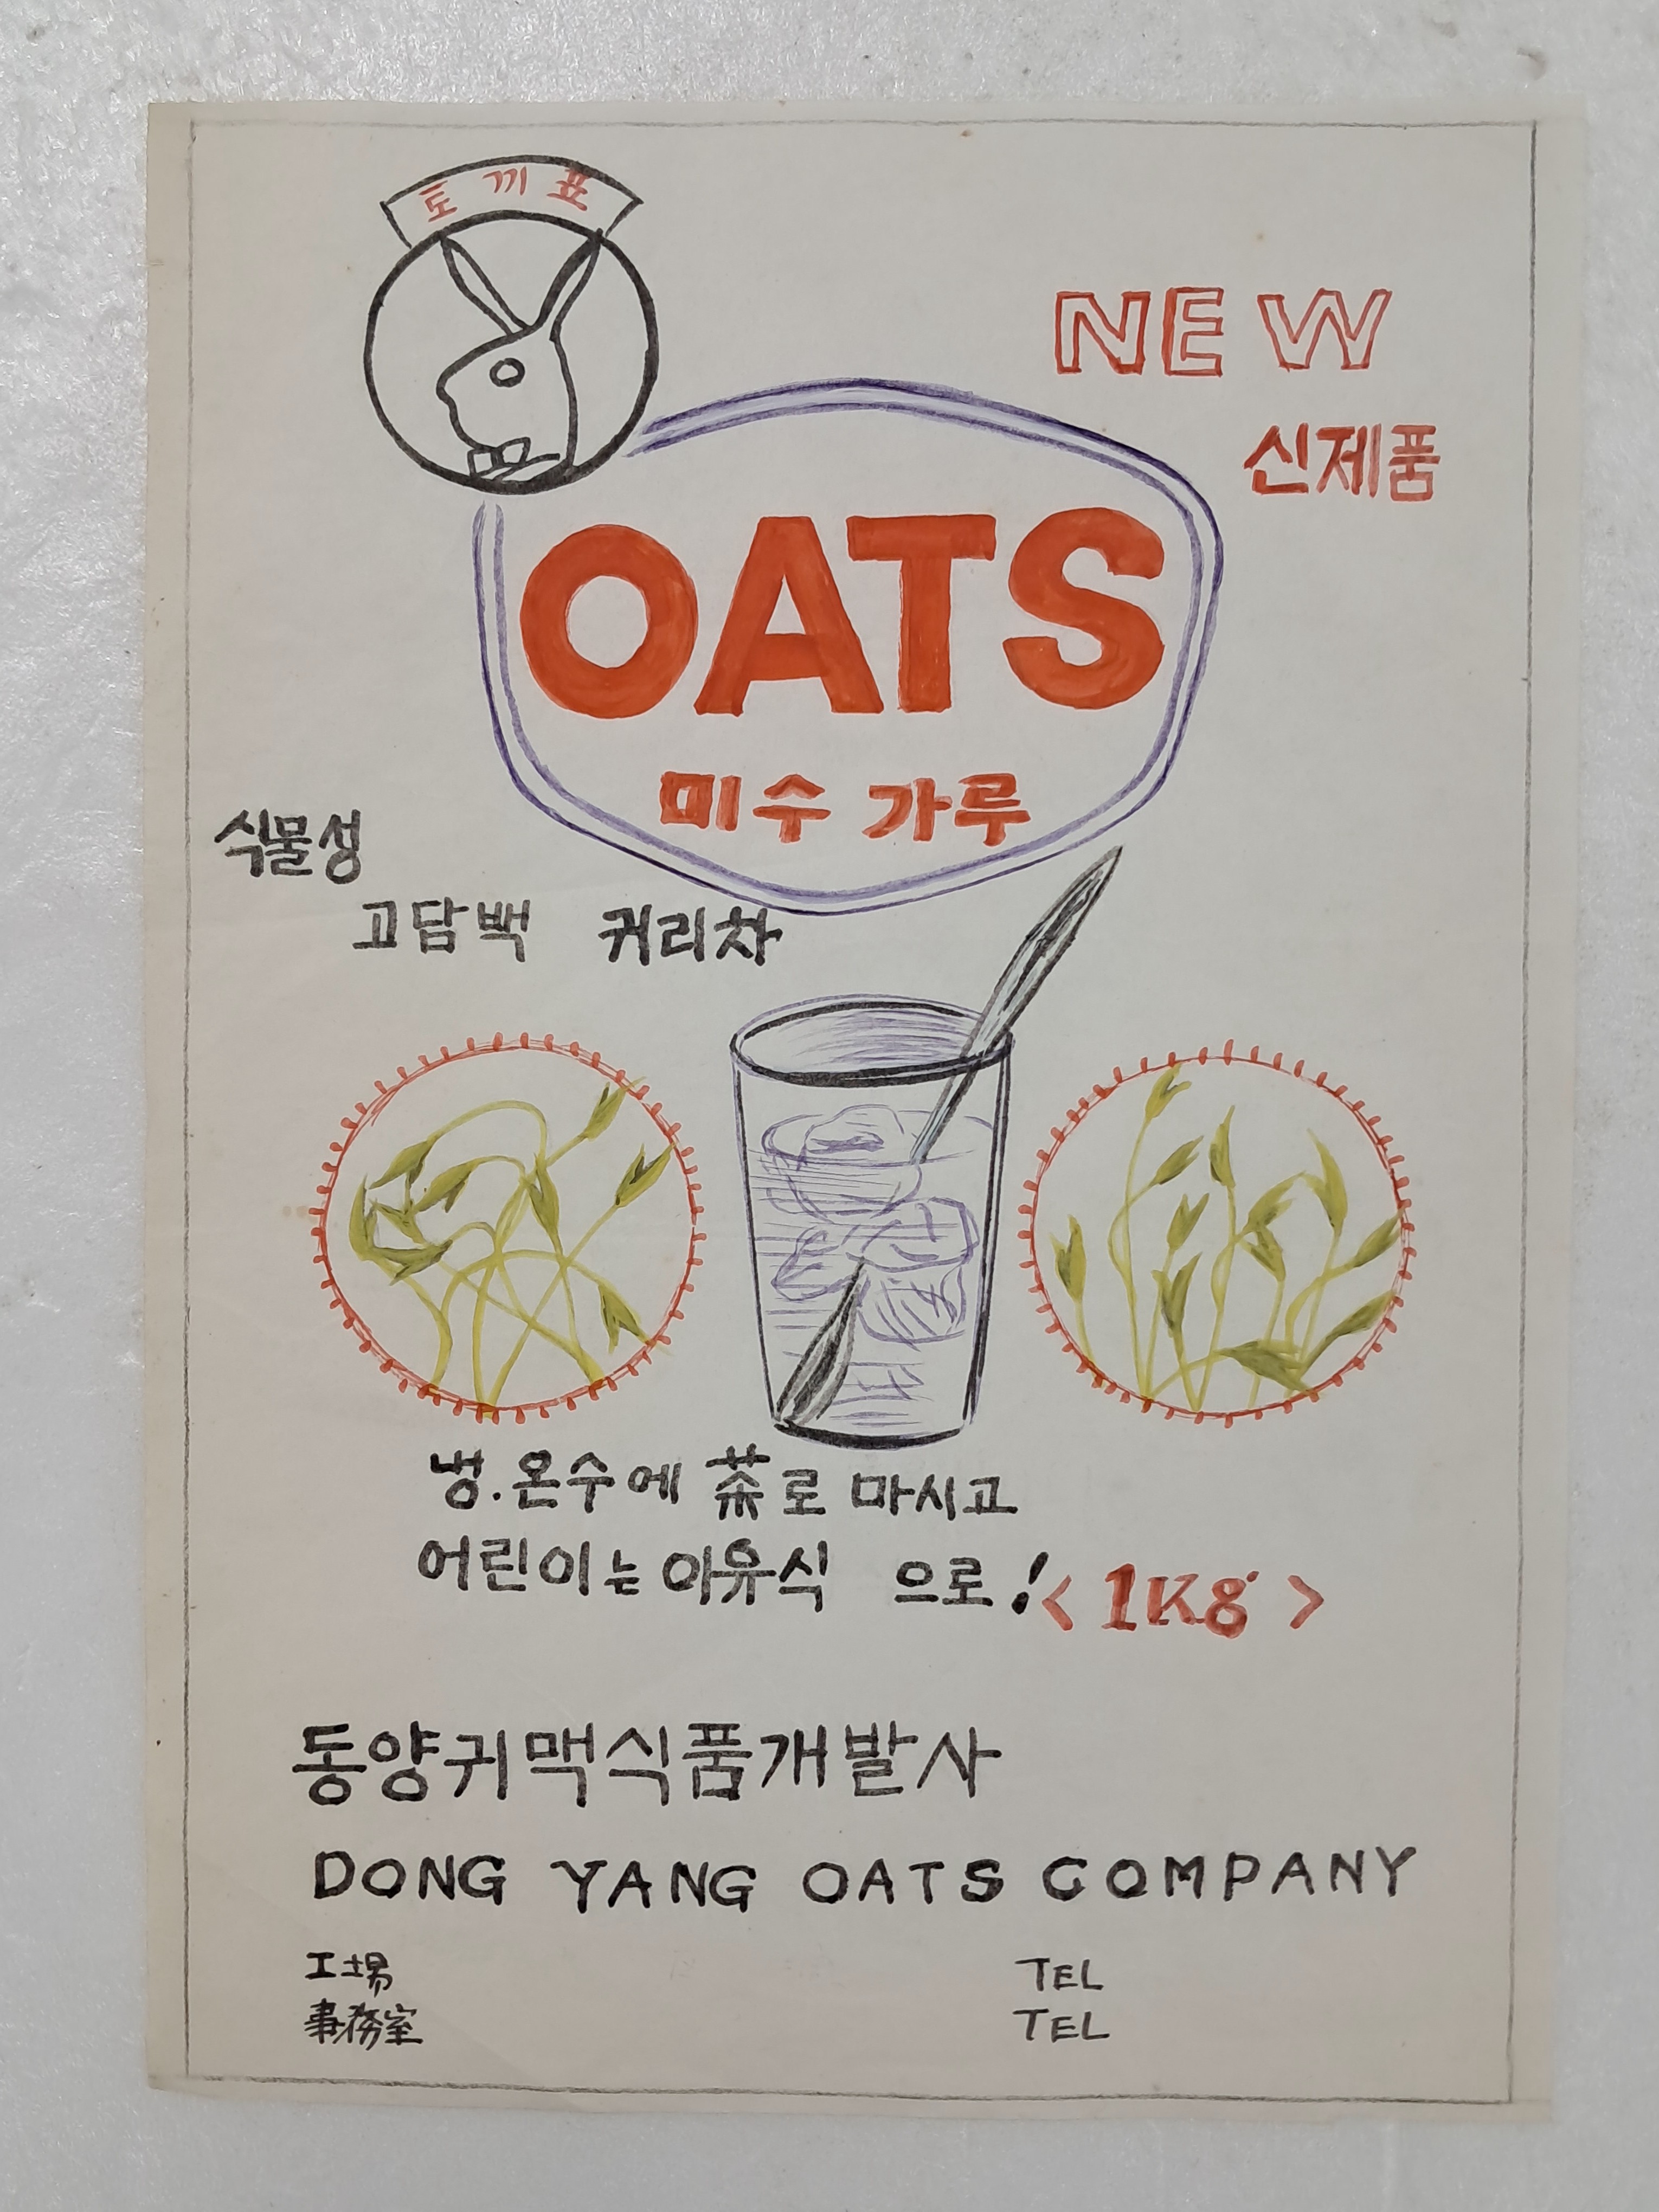 토끼표
NEW
신제품
OATS
미수 가루
식물성
고담백 귀리차
냉.온수에 茶로 마시고
어린이는 이유식 으로!
< 1Kg >
동양귀맥식품개발사
DONG YANG OATS COMPANY
工場 TEL
事務室 TEL